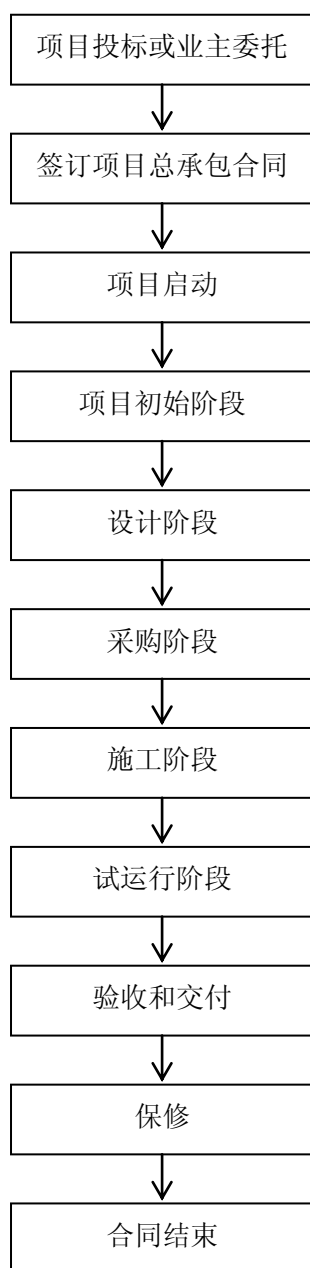 项目投标或业主委托
签订项目总承包合同
项目启动
项目初始阶段
设计阶段
采购阶段
施工阶段
试运行阶段
验收和交付
保修
合同结束